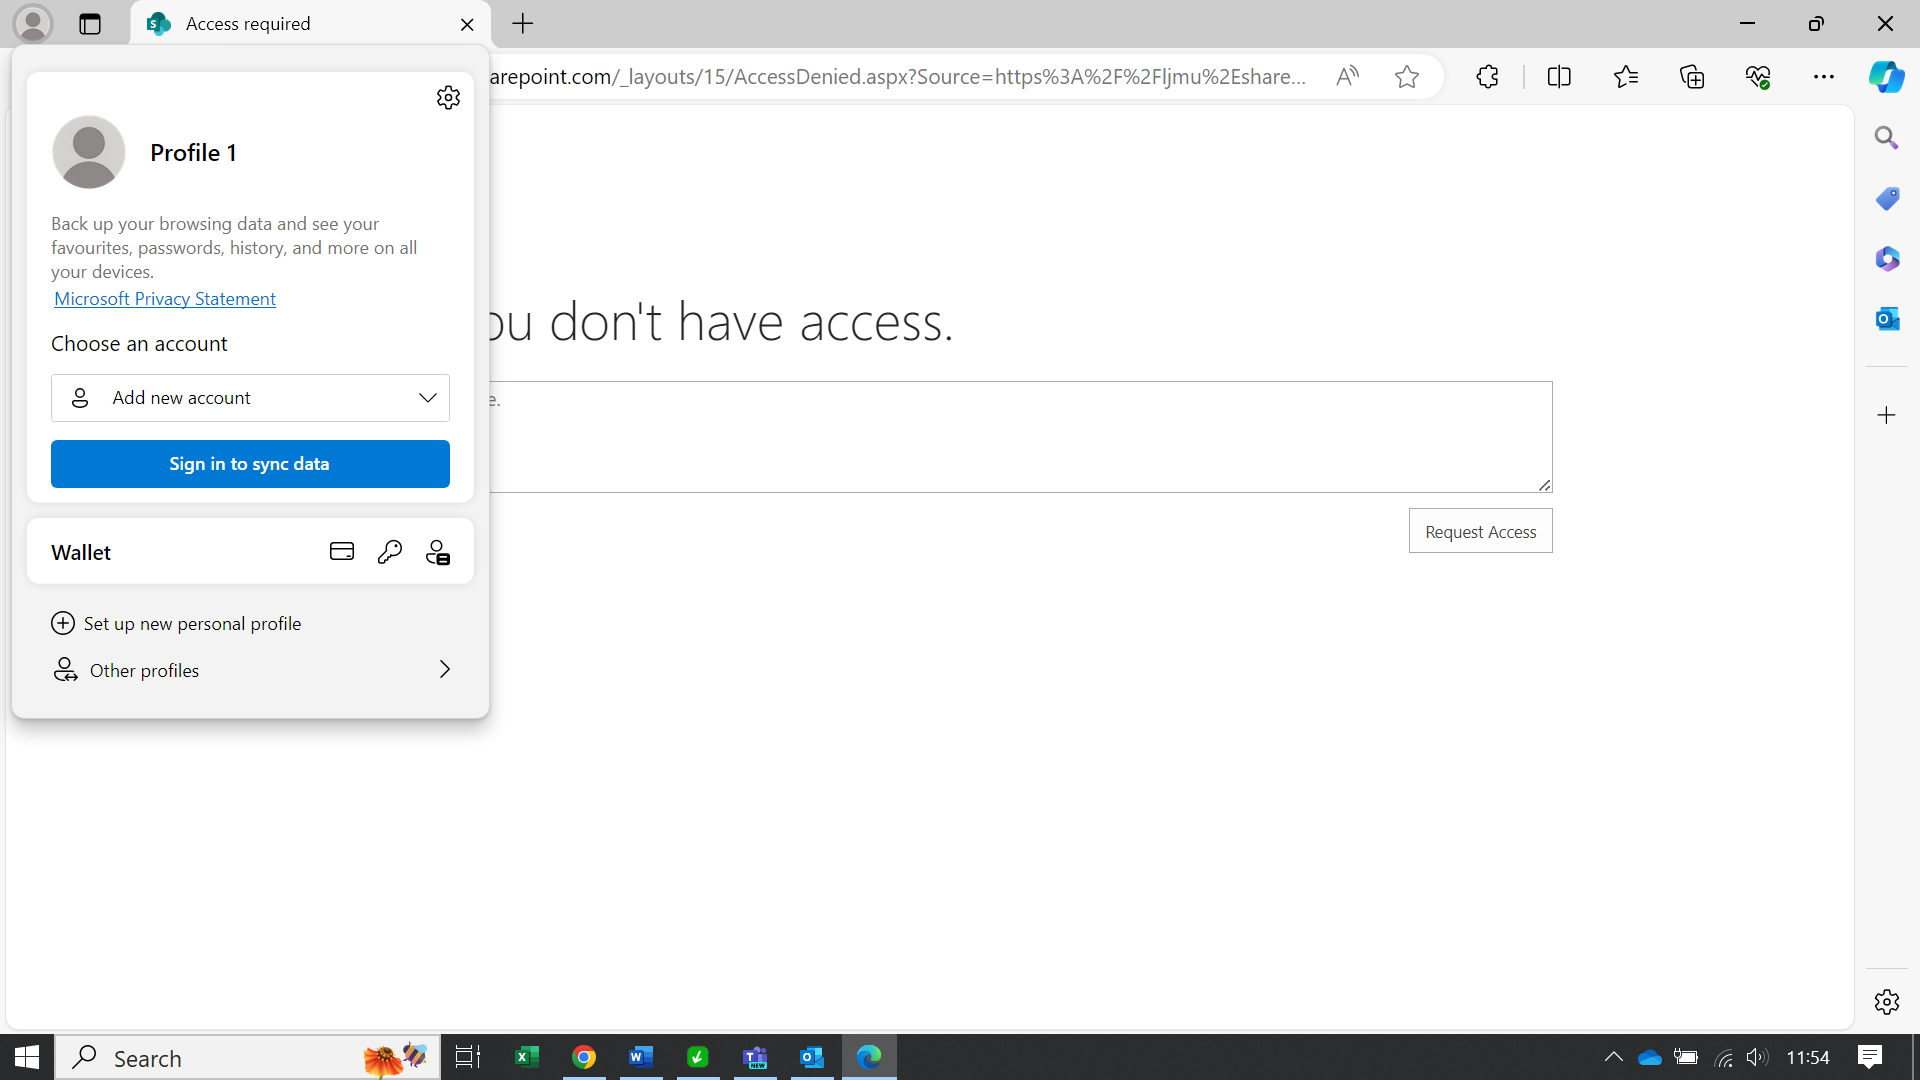 Access required
arepoint.com/_layouts/15/AccessDenied.aspx?Source=https%3A%2F%2Fljmu%2Eshare...
Profile 1
Back up your browsing data and see your
favourites, passwords, history, and more on all
your devices.
Microsoft Privacy Statement
Choose an account
Add new account
Sign in to sync data
Wallet
Set up new personal profile
Other profiles
ou don't have access.
e.
Request Access
Search
11:54